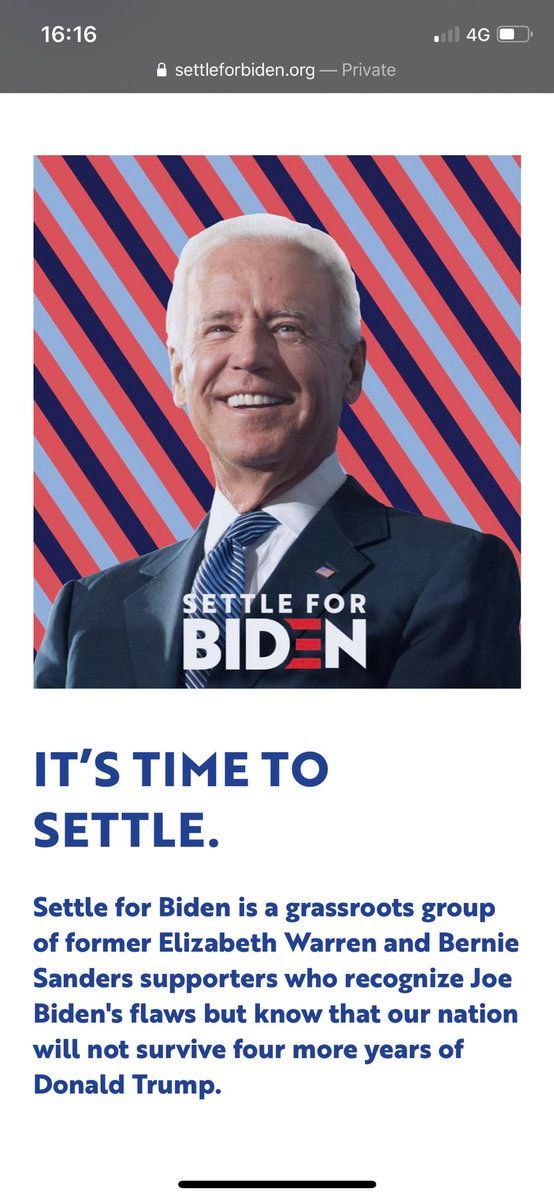 16:16
4G
settleforbiden.org — Private
SETTLE FOR
BIDEN
IT’S TIME TO
SETTLE.
Settle for Biden is a grassroots group
of former Elizabeth Warren and Bernie
Sanders supporters who recognize Joe
Biden's flaws but know that our nation
will not survive four more years of
Donald Trump.